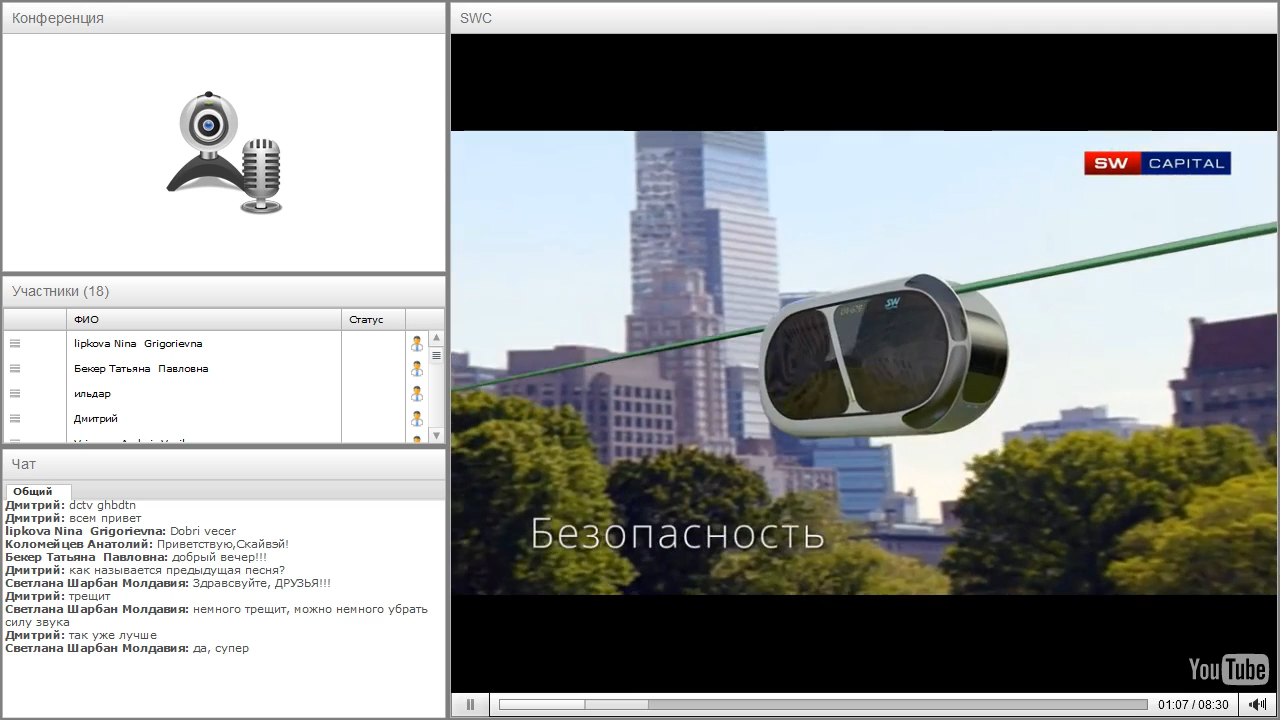 Конференция
SWC
SW CAPITAL
SW
Безопасность
YouTube
01:07 / 08:30
Участники (18)
ФИО Статус
lipkova Nina Grigorievna
Бекер Татьяна Павловна
ильдар
Дмитрий
Чат
Общий
Дмитрий: dctv ghbdtn
Дмитрий: всем привет
lipkova Nina Grigorievna: Dobri vecer
Коломейцев Анатолий: Приветствую,Скайвэй!
Бекер Татьяна Павловна: добрый вечер!!!
Дмитрий: как называется предыдущая песня?
Светлана Шарбан Молдавия: Здравсвуйте, ДРУЗЬЯ!!!
Дмитрий: трещит
Светлана Шарбан Молдавия: немного трещит, можно немного убрать
силу звука
Дмитрий: так уже лучше
Светлана Шарбан Молдавия: да, супер